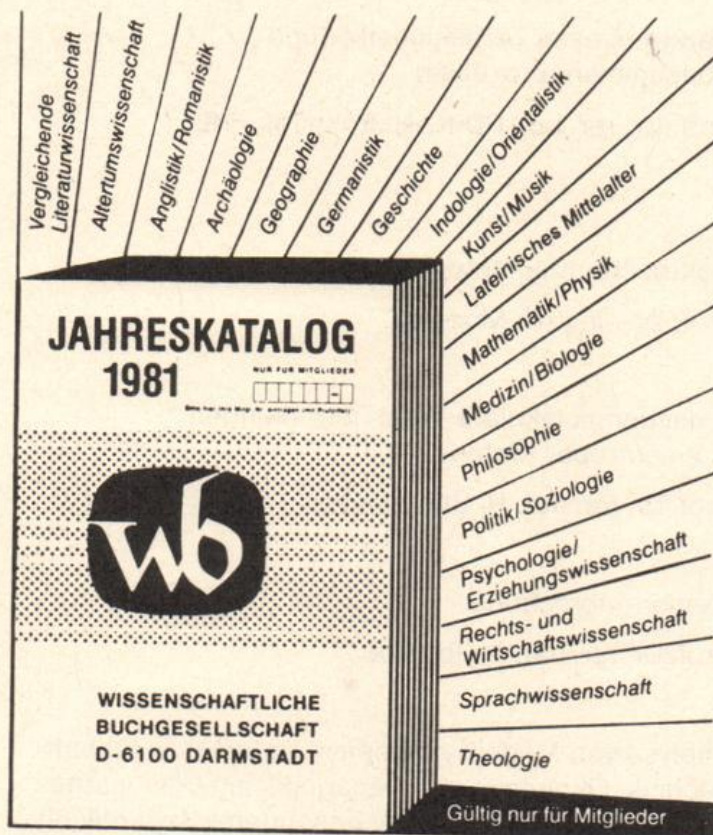 Vergleichende
Literaturwissenschaft
Altertumswissenschaft
Anglistik/Romanistik
Archäologie
Geographie
Germanistik
Geschichte
Indologie/Orientalistik
Kunst/Musik
Lateinisches Mittelalter
Mathematik/Physik
Medizin/Biologie
Philosophie
Politik/Soziologie
Psychologie/
Erziehungswissenschaft
Rechts- und
Wirtschaftswissenschaft
Sprachwissenschaft
Theologie
JAHRESKATALOG
1981
NUR FÜR MITGLIEDER
wb
WISSENSCHAFTLICHE
BUCHGESELLSCHAFT
D-6100 DARMSTADT
Gültig nur für Mitglieder